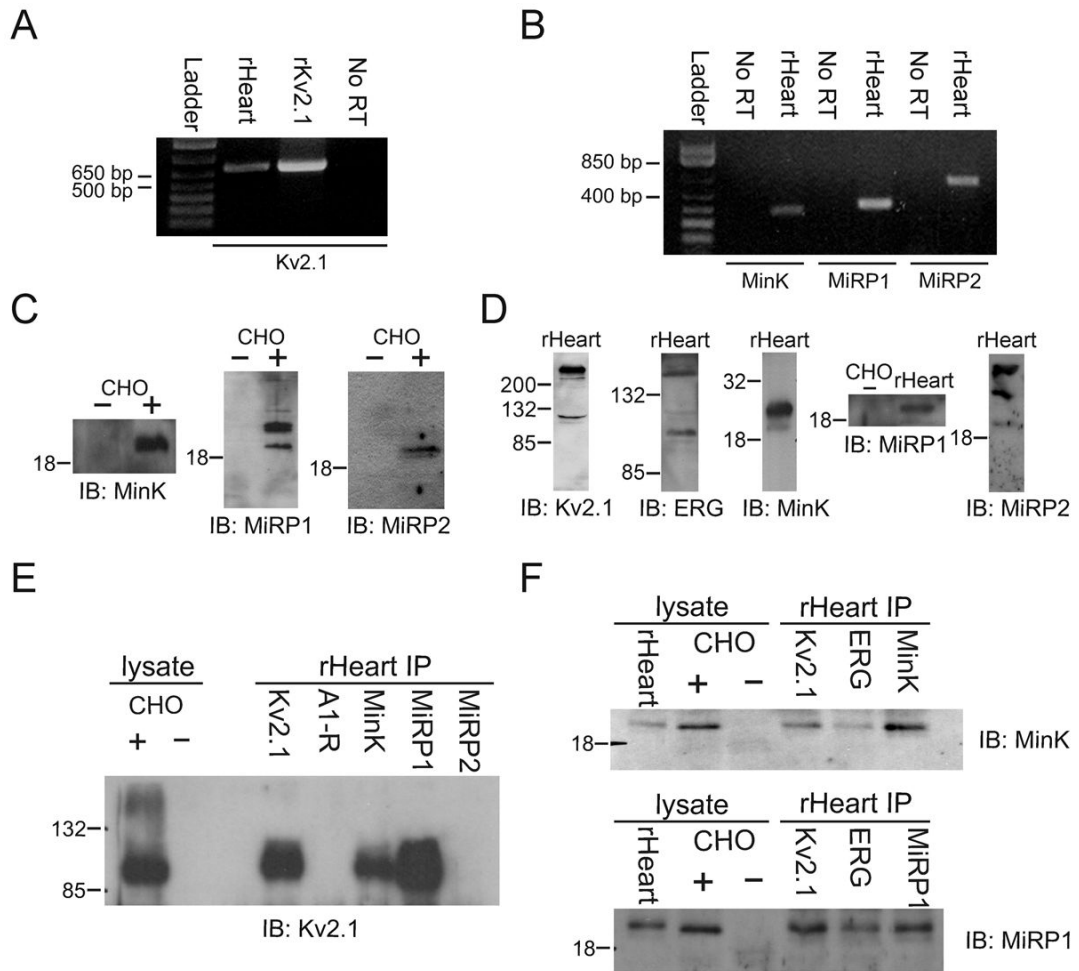 A
Ladder
rHeart
rKv2.1
No RT
650 bp
500 bp
Kv2.1
B
Ladder
No RT
rHeart
No RT
rHeart
No RT
rHeart
850 bp
400 bp
MinK MiRP1 MiRP2
C
CHO
− +
18
IB: MinK
CHO
− +
18
IB: MiRP1
CHO
− +
18
IB: MiRP2
D
rHeart
200
132
85
IB: Kv2.1
rHeart
132
85
IB: ERG
rHeart
32
18
IB: MinK
CHO rHeart
−
18
IB: MiRP1
rHeart
18
IB: MiRP2
E
lysate rHeart IP
CHO
+ −
Kv2.1
A1-R
MinK
MiRP1
MiRP2
132
85
IB: Kv2.1
F
lysate rHeart IP
rHeart
CHO
+ −
Kv2.1
ERG
MinK
18
IB: MinK
lysate rHeart IP
rHeart
CHO
+ −
Kv2.1
ERG
MiRP1
18
IB: MiRP1